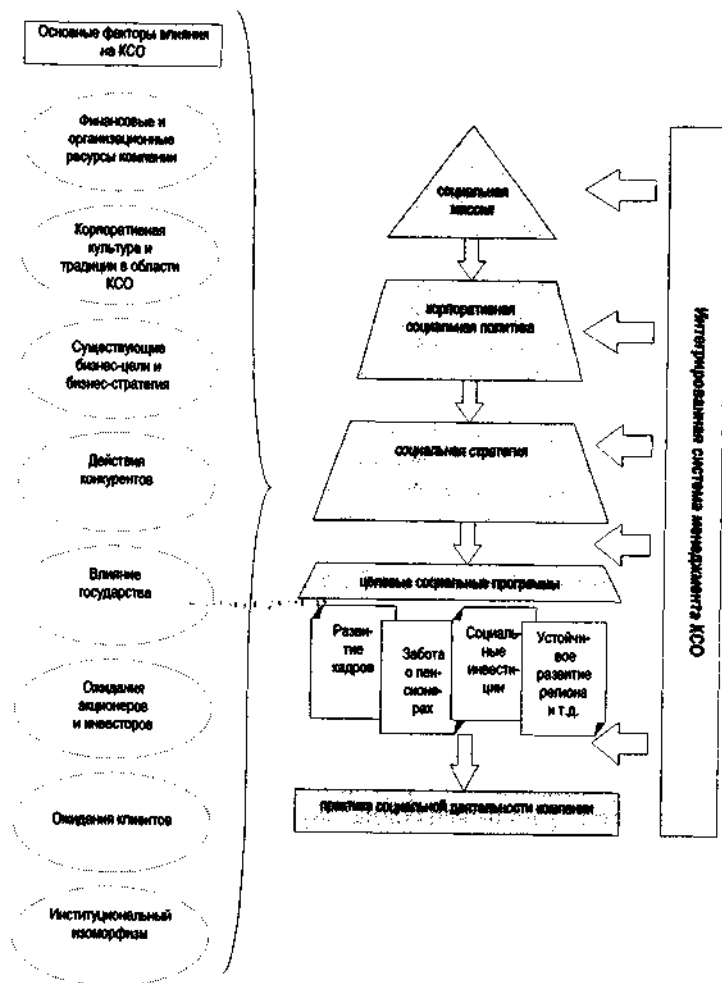 Основные факторы влияния
на КСО
Финансовые и
организационные
ресурсы компании
Корпоративная
культура и
традиции в области
КСО
Существующие
бизнес-цели и
бизнес-стратегия
Действия
конкурентов
Влияние
государства
Ожидания
акционеров
и инвесторов
Ожидания клиентов
Институциональный
изоморфизм
социальная
миссия
корпоративная
социальная политика
социальная стратегия
целевые социальные программы
Разви-
тие
кадров
Забота
о пен-
сионе-
рах
Социаль-
ные
инвести-
ции
Устойчи-
вое
развитие
региона
и т.д.
практика социальной деятельности компании
Интегрированная система менеджмента КСО